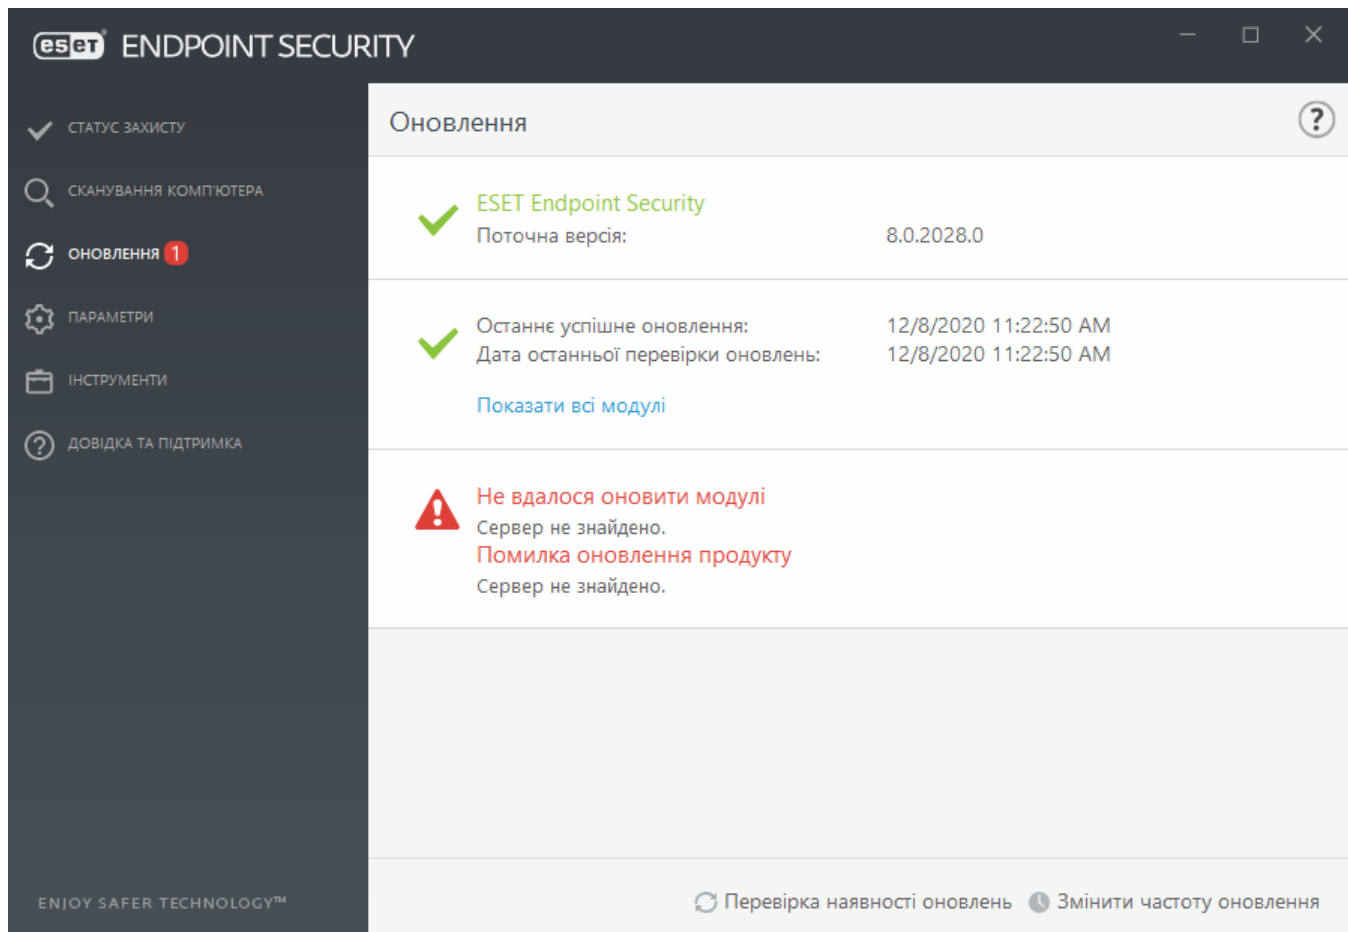 eset ENDPOINT SECURITY
СТАТУС ЗАХИСТУ
СКАНУВАННЯ КОМП'ЮТЕРА
ОНОВЛЕННЯ 1
ПАРАМЕТРИ
ІНСТРУМЕНТИ
ДОВІДКА ТА ПІДТРИМКА
ENJOY SAFER TECHNOLOGY™
Оновлення ?
ESET Endpoint Security
Поточна версія: 8.0.2028.0
Останнє успішне оновлення: 12/8/2020 11:22:50 AM
Дата останньої перевірки оновлень: 12/8/2020 11:22:50 AM
Показати всі модулі
Не вдалося оновити модулі
Сервер не знайдено.
Помилка оновлення продукту
Сервер не знайдено.
Перевірка наявності оновлень Змінити частоту оновлення